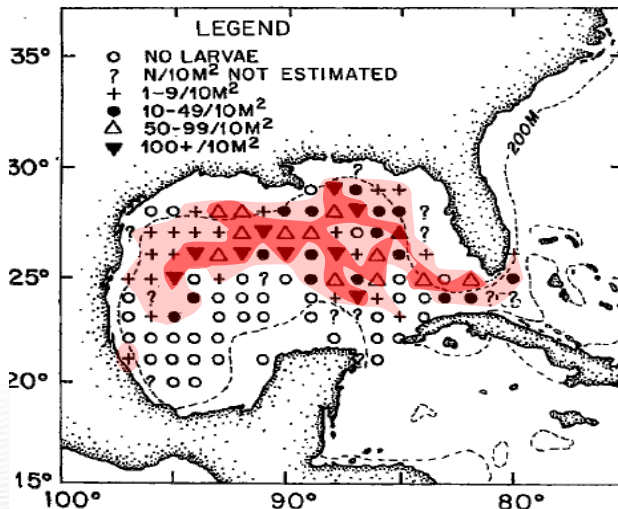 LEGEND
○ NO LARVAE
? N/10M² NOT ESTIMATED
+ 1-9/10M²
● 10-49/10M²
△ 50-99/10M²
▼ 100+/10M²
35°
30°
25°
20°
15°
100°
90°
80°
200M